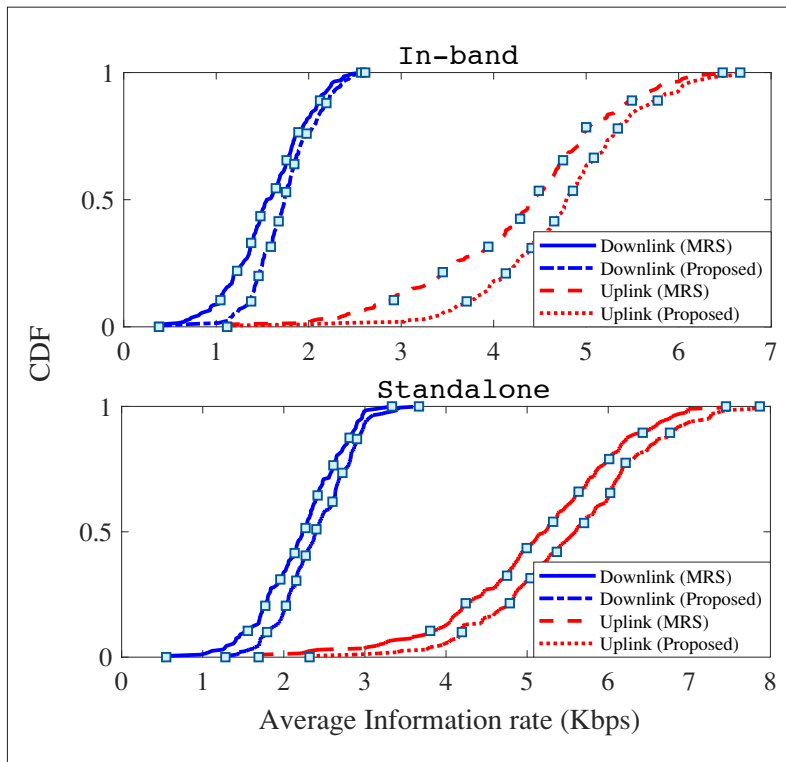 In-band
1
0.5
0
0 1 2 3 4 5 6 7
Downlink (MRS)
Downlink (Proposed)
Uplink (MRS)
Uplink (Proposed)
CDF
Standalone
1
0.5
0
0 1 2 3 4 5 6 7 8
Downlink (MRS)
Downlink (Proposed)
Uplink (MRS)
Uplink (Proposed)
Average Information rate (Kbps)